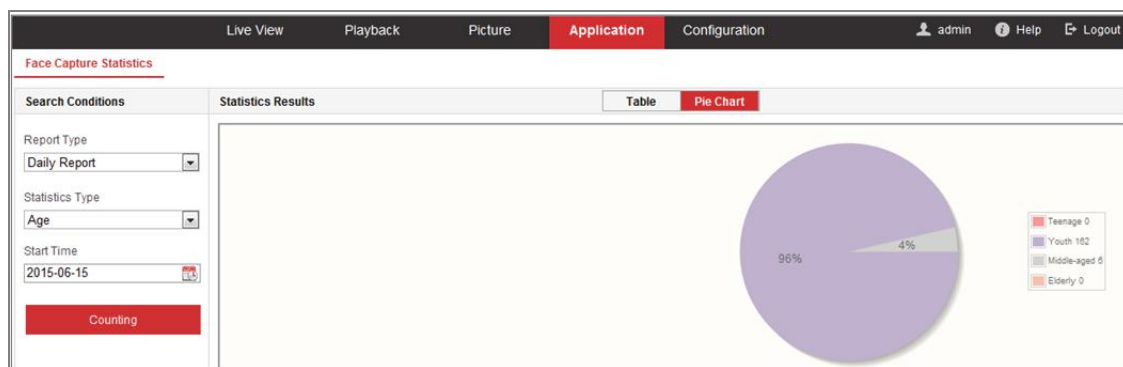 Live View Playback Picture Application Configuration admin Help Logout
Face Capture Statistics
Search Conditions
Statistics Results
Table Pie Chart
Report Type
Daily Report
Statistics Type
Age
Start Time
2015-06-15
Counting
96%
4%
Teenage 0
Youth 162
Middle-aged 6
Elderly 0